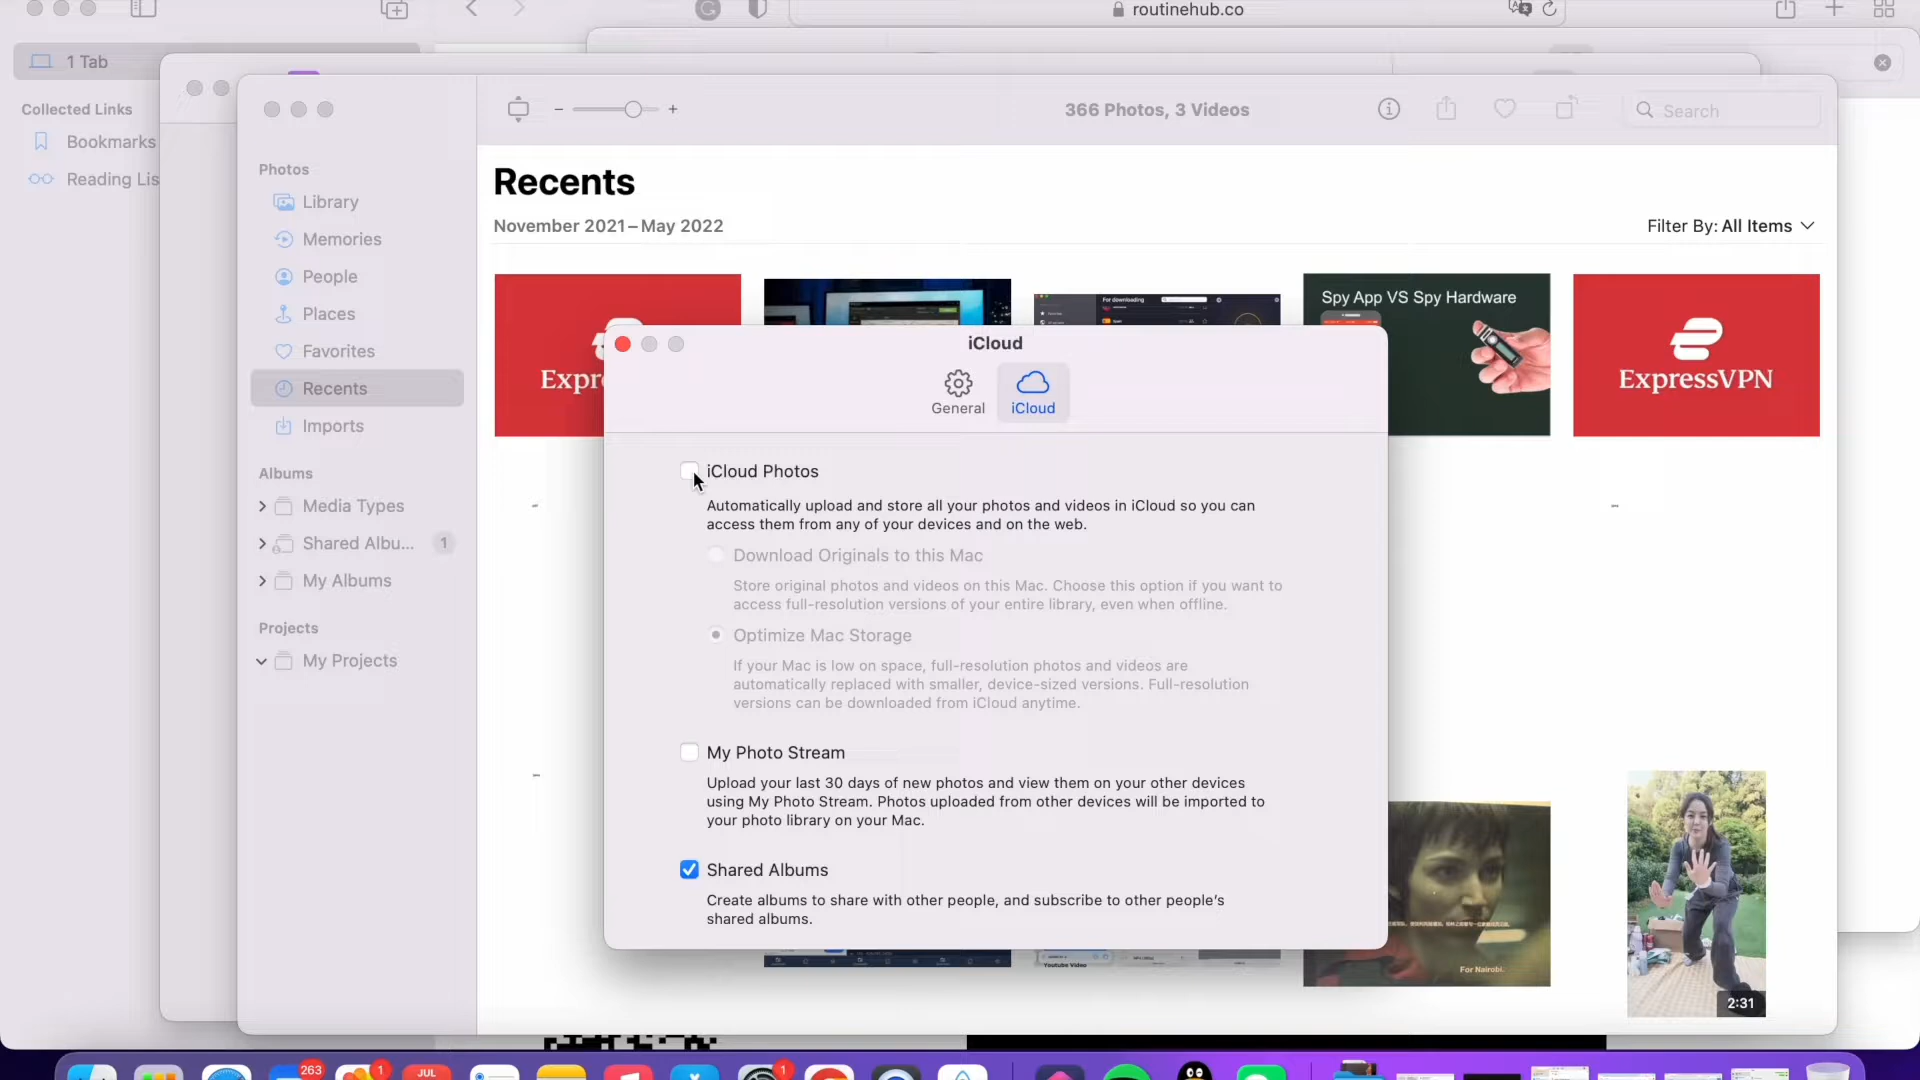 routinehub.co
1 Tab
Collected Links
Bookmarks
Reading Lis
366 Photos, 3 Videos
Search
Photos
Library
Memories
People
Places
Favorites
Recents
Imports
Albums
Media Types
Shared Albu...
1
My Albums
Projects
My Projects
Recents
November 2021–May 2022
Filter By: All Items
Expr
For downloading
Spy App VS Spy Hardware
ExpressVPN
iCloud
General
iCloud
iCloud Photos
Automatically upload and store all your photos and videos in iCloud so you can
access them from any of your devices and on the web.
Download Originals to this Mac
Store original photos and videos on this Mac. Choose this option if you want to
access full-resolution versions of your entire library, even when offline.
Optimize Mac Storage
If your Mac is low on space, full-resolution photos and videos are
automatically replaced with smaller, device-sized versions. Full-resolution
versions can be downloaded from iCloud anytime.
My Photo Stream
Upload your last 30 days of new photos and view them on your other devices
using My Photo Stream. Photos uploaded from other devices will be imported to
your photo library on your Mac.
Shared Albums
Create albums to share with other people, and subscribe to other people's
shared albums.
Youtube Video
For Nairobi.
2:31
263
1
JUL
1